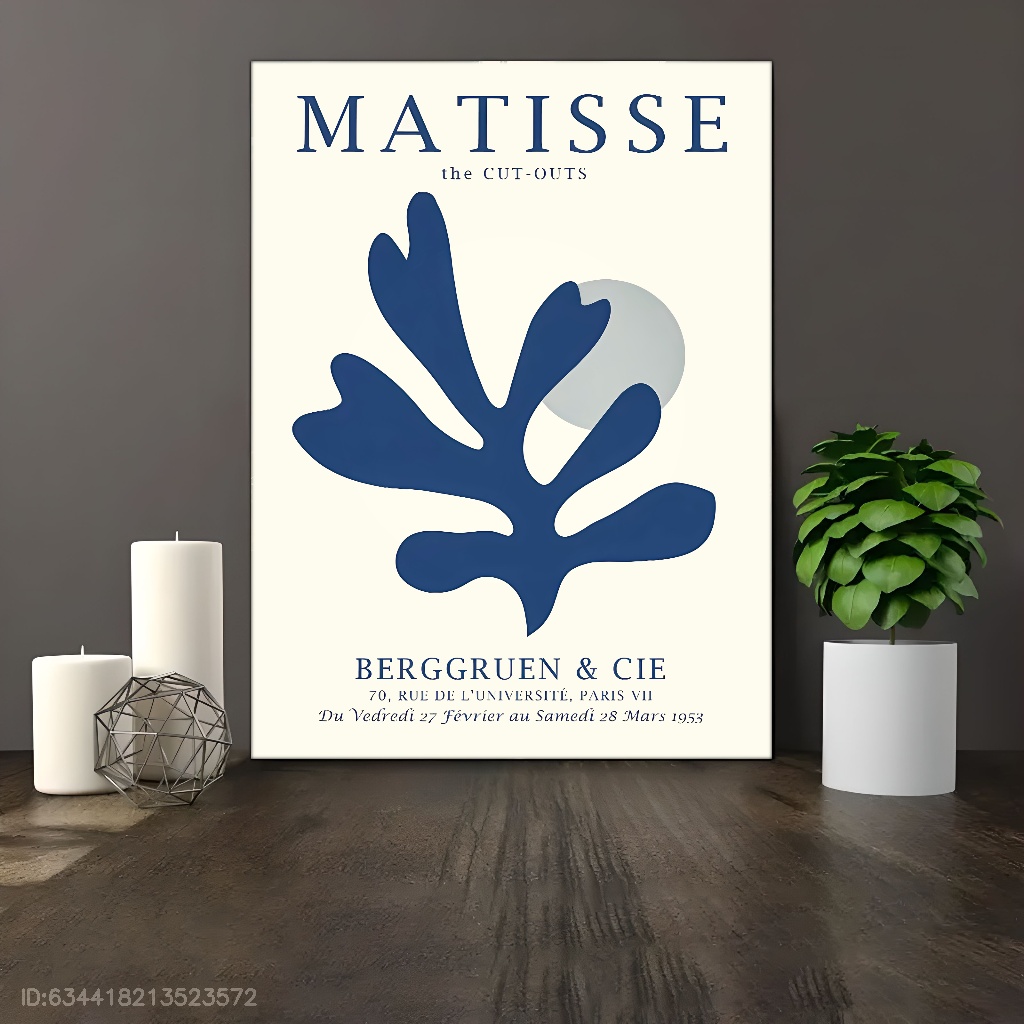 MATISSE
the CUT-OUTS
BERGGRUEN & CIE
70, RUE DE L'UNIVERSITÉ, PARIS VII
Du Vedredi 27 Février au Samedi 28 Mars 1953
ID:634418213523572